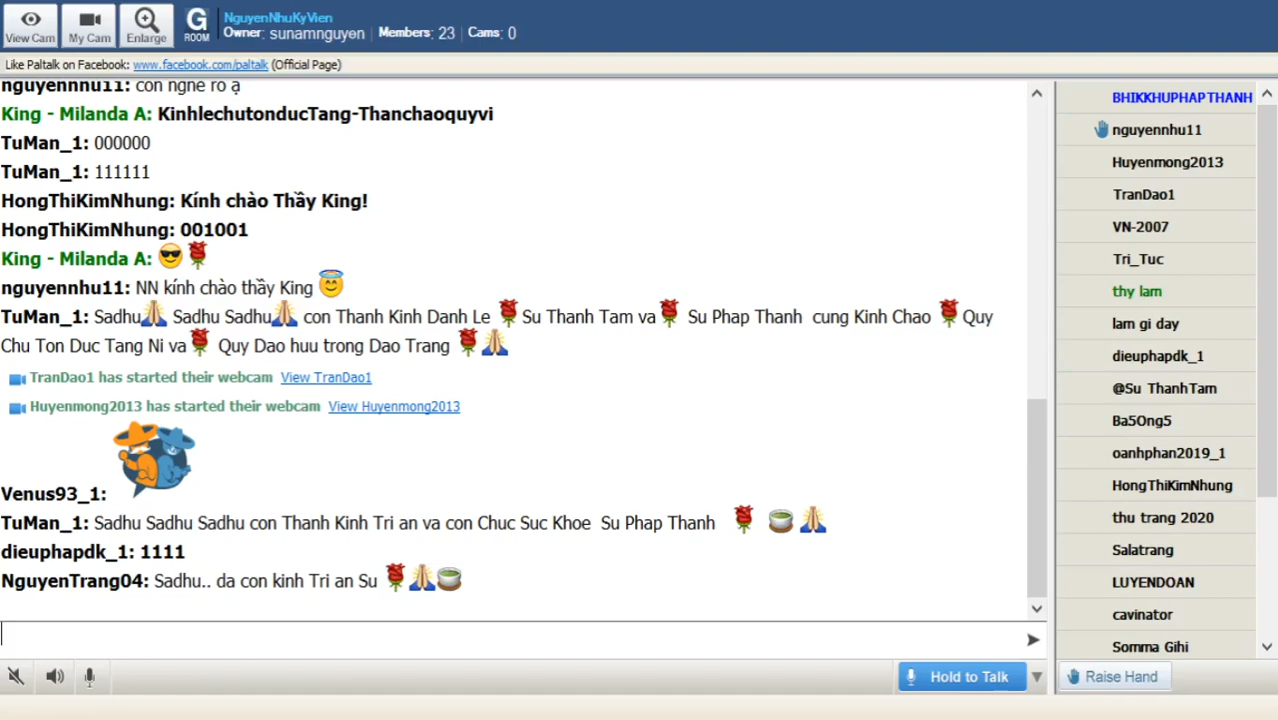 View Cam
My Cam
Enlarge
G
ROOM
NguyenNhuKyVien
Owner: sunamnguyen | Members: 23 | Cams: 0
Like Paltalk on Facebook: www.facebook.com/paltalk (Official Page)
nguyennhu11: con nghe rõ ạ
King - Milanda A: KinhlechutonducTang-Thanchaoquyvi
TuMan_1: 000000
TuMan_1: 111111
HongThiKimNhung: Kính chào Thầy King!
HongThiKimNhung: 001001
King - Milanda A:
nguyennhu11: NN kính chào thầy King
TuMan_1: Sadhu Sadhu Sadhu con Thanh Kinh Danh Le Su Thanh Tam va Su Phap Thanh cung Kinh Chao Quy
Chu Ton Duc Tang Ni va Quy Dao huu trong Dao Trang
TranDao1 has started their webcam View TranDao1
Huyenmong2013 has started their webcam View Huyenmong2013
Venus93_1:
TuMan_1: Sadhu Sadhu Sadhu con Thanh Kinh Tri an va con Chuc Suc Khoe Su Phap Thanh
dieuphapdk_1: 1111
NguyenTrang04: Sadhu.. da con kinh Tri an Su
Hold to Talk
BHIKKHUPHAPTHANH
nguyennhu11
Huyenmong2013
TranDao1
VN-2007
Tri_Tuc
thy lam
lam gi day
dieuphapdk_1
@Su ThanhTam
Ba5Ong5
oanhphan2019_1
HongThiKimNhung
thu trang 2020
Salatrang
LUYENDOAN
cavinator
Somma Gihi
Raise Hand